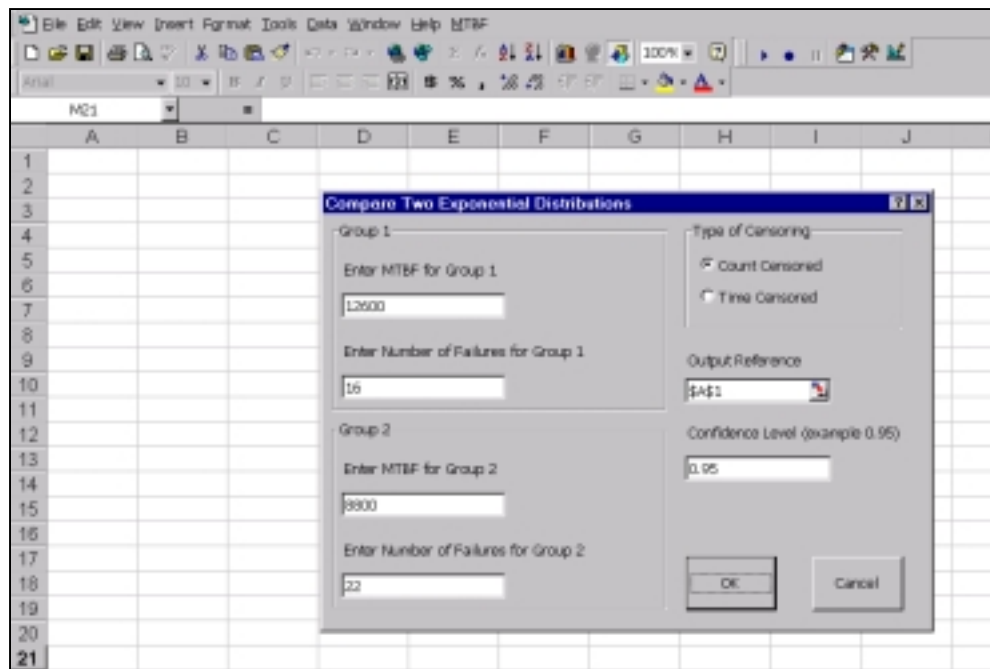 File Edit View Insert Format Tools Data Window Help MTBF
100%
Arial 10 B I U $ % ,
M21 =
A B C D E F G H I J
1
2
3
4
5
6
7
8
9
10
11
12
13
14
15
16
17
18
19
20
21
Compare Two Exponential Distributions
Group 1
Enter MTBF for Group 1
12600
Enter Number of Failures for Group 1
16
Group 2
Enter MTBF for Group 2
8800
Enter Number of Failures for Group 2
22
Type of Censoring
Count Censored
Time Censored
Output Reference
$A$1
Confidence Level (example 0.95)
0.95
OK
Cancel